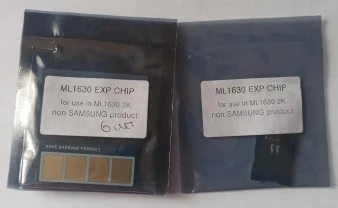 ML1630 EXP CHIP
for use in ML1630 2K
non SAMSUNG product
ML1630 EXP CHIP
for use in ML1630 2K
non SAMSUNG product